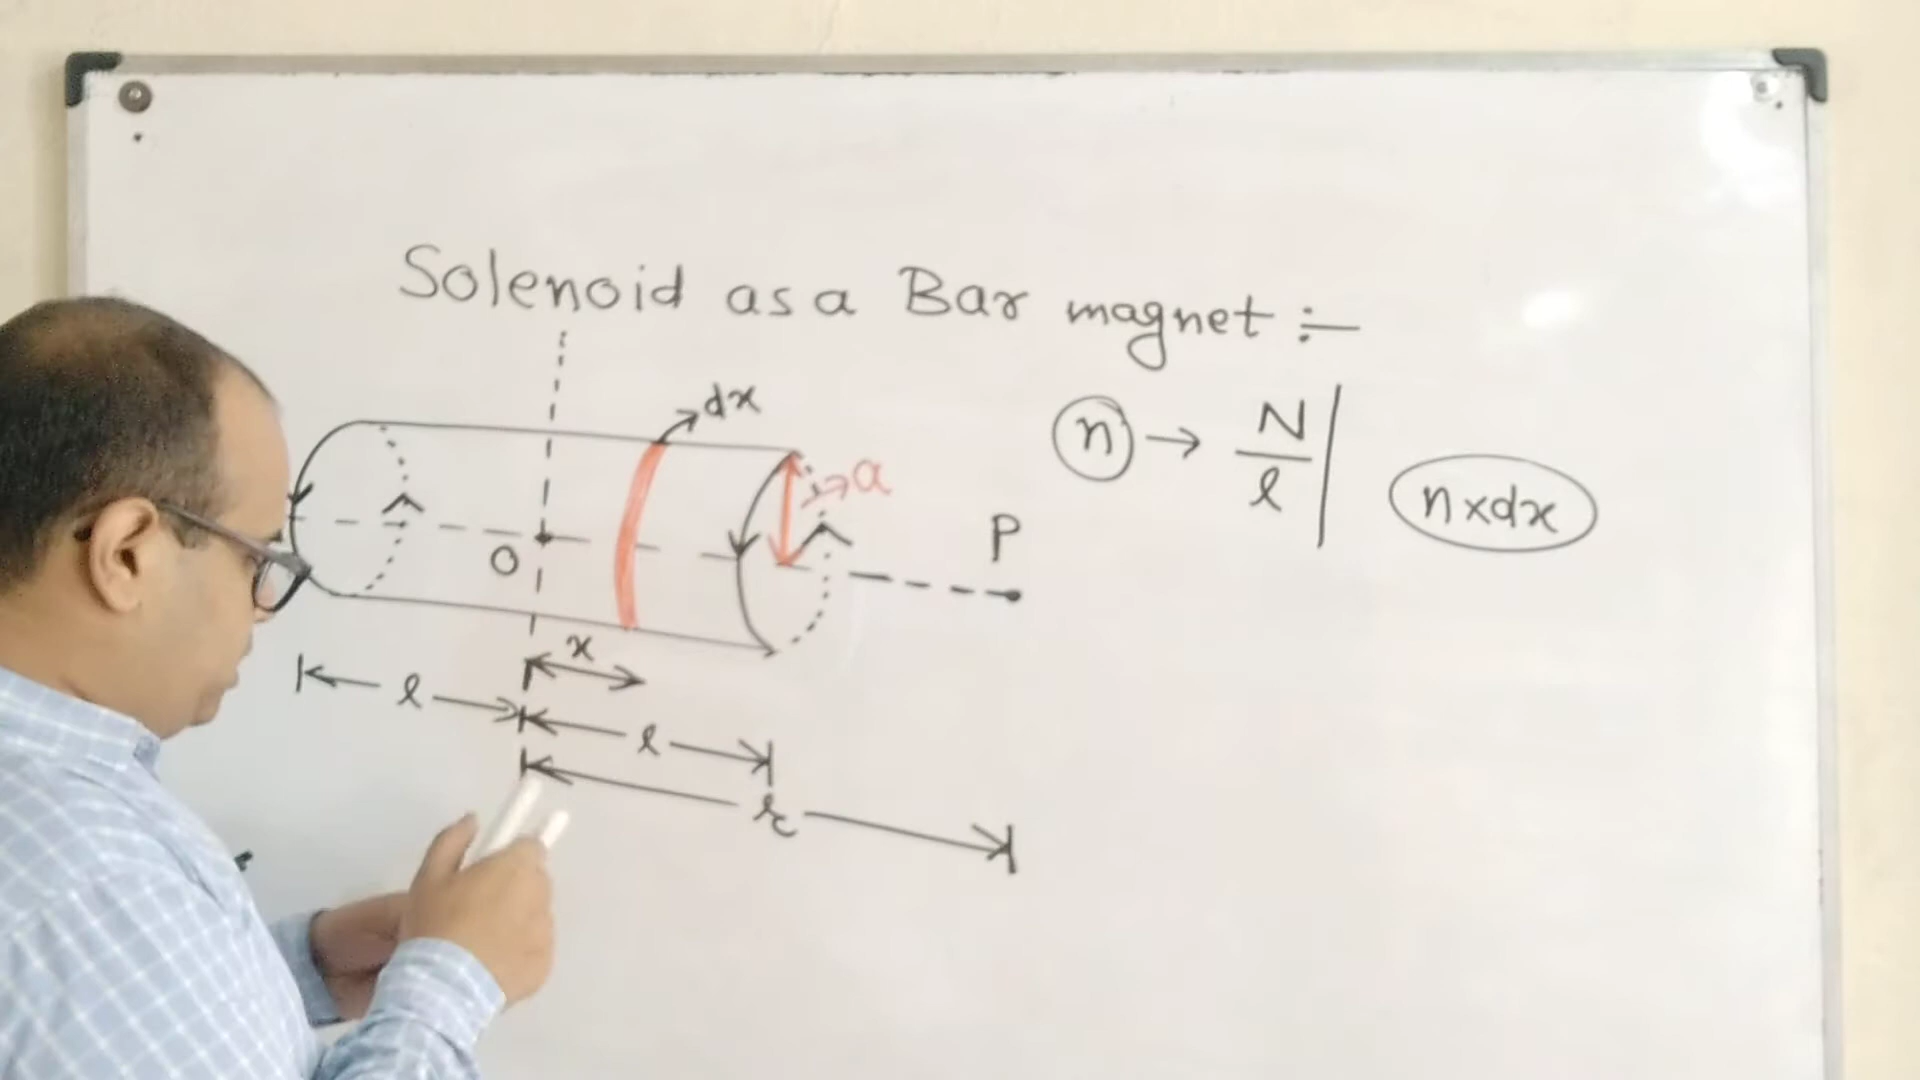 Solenoid as a Bar magnet :-
dx
n → N/l
n×dx
a
P
O
x
l
l
r